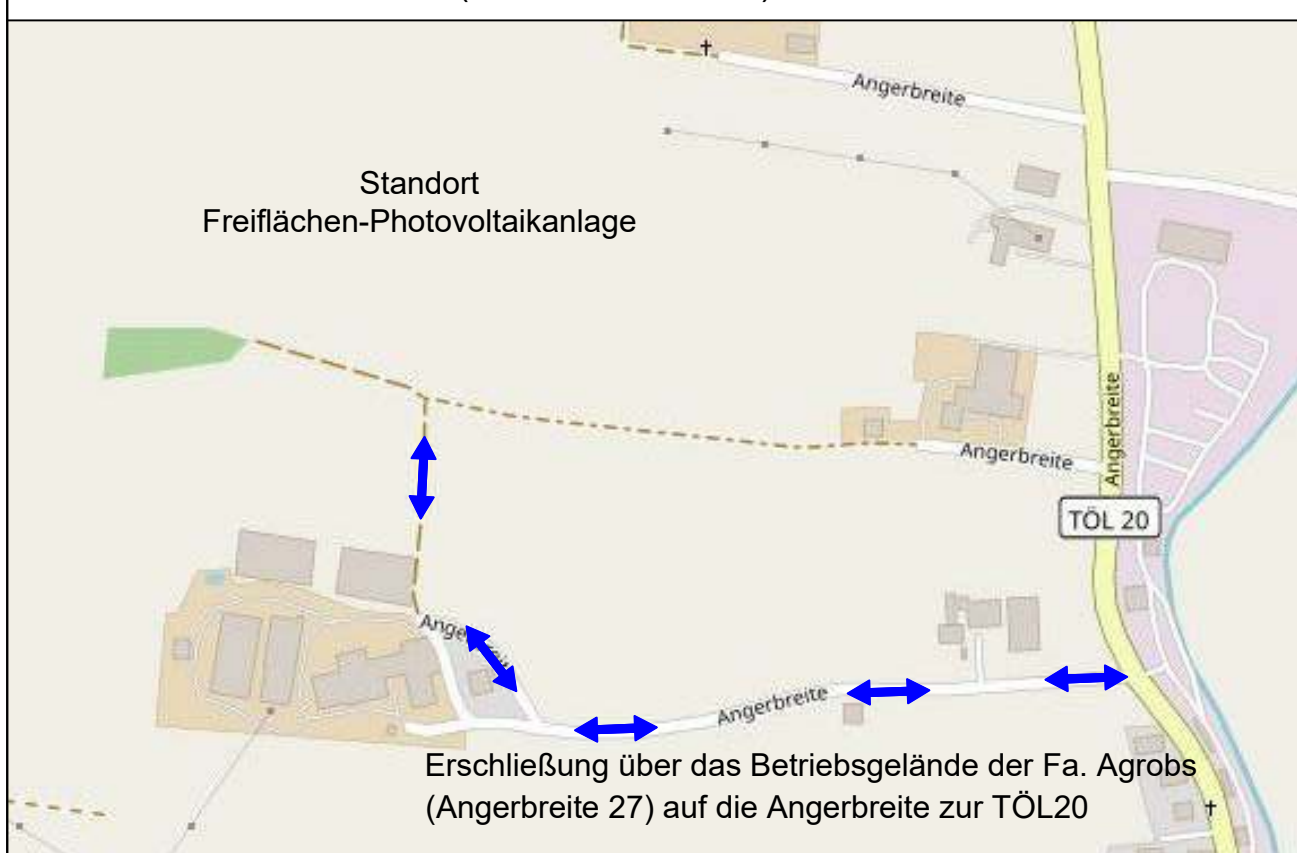 Angerbreite
Standort
Freiflächen-Photovoltaikanlage
Angerbreite
Angerbreite
TÖL 20
Angerbreite
Erschließung über das Betriebsgelände der Fa. Agrobs
(Angerbreite 27) auf die Angerbreite zur TÖL20